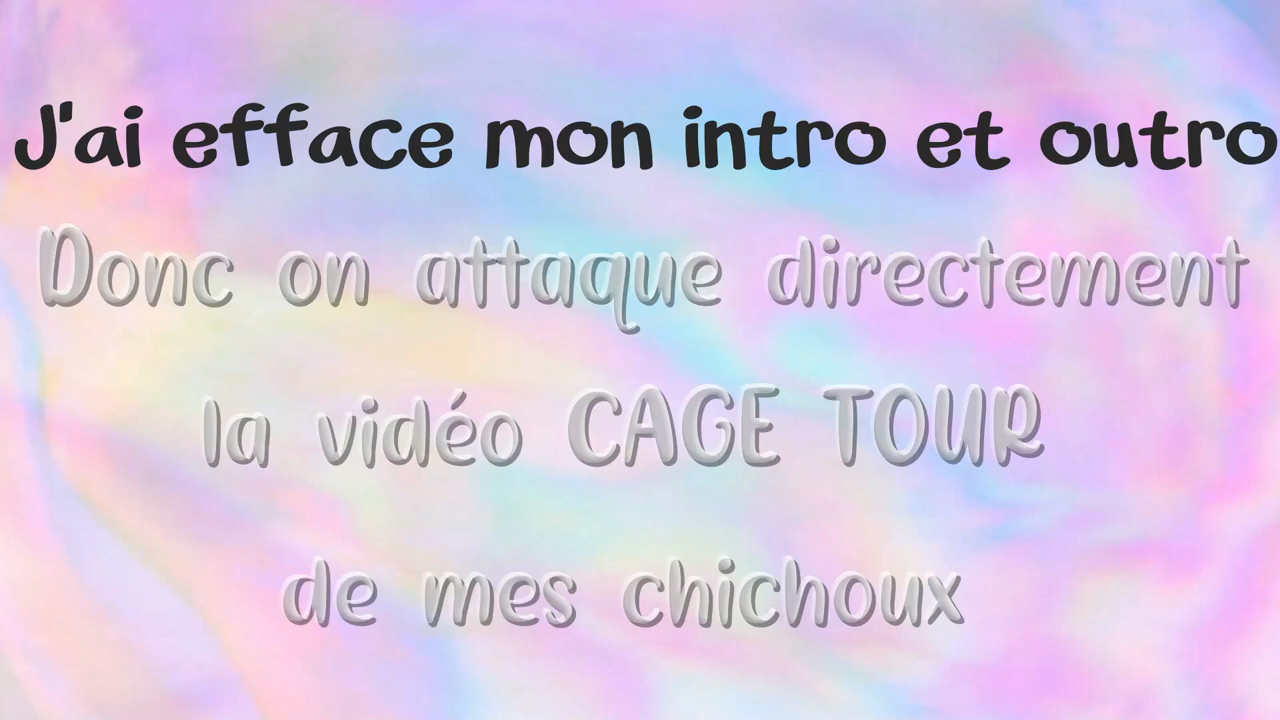 J'ai efface mon intro et outro
Donc on attaque directement
la vidéo CAGE TOUR
de mes chichoux